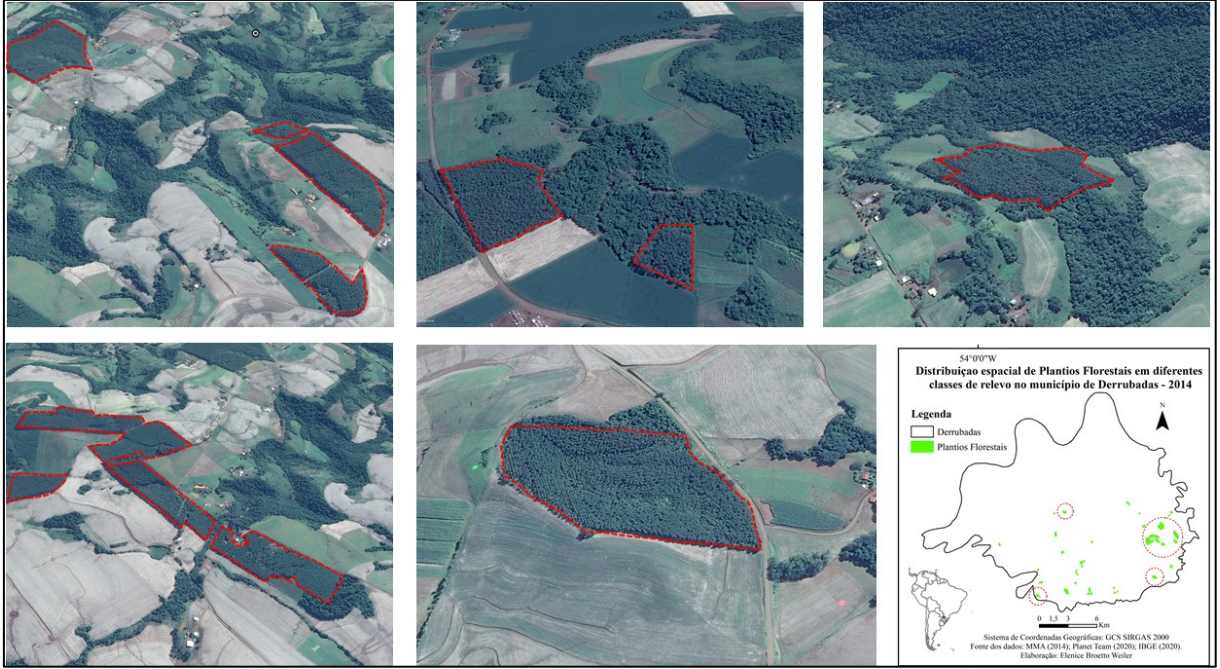 54°0'0"W
Distribuiçao espacial de Plantios Florestais em diferentes
classes de relevo no município de Derrubadas - 2014
Legenda
Derrubadas
Plantios Florestais
N
0 1,5 3 6
Km
Sistema de Coordenadas Geográficas: GCS SIRGAS 2000
Fonte dos dados: MMA (2014); Planet Team (2020); IBGE (2020).
Elaboração: Elenice Broetto Weiler